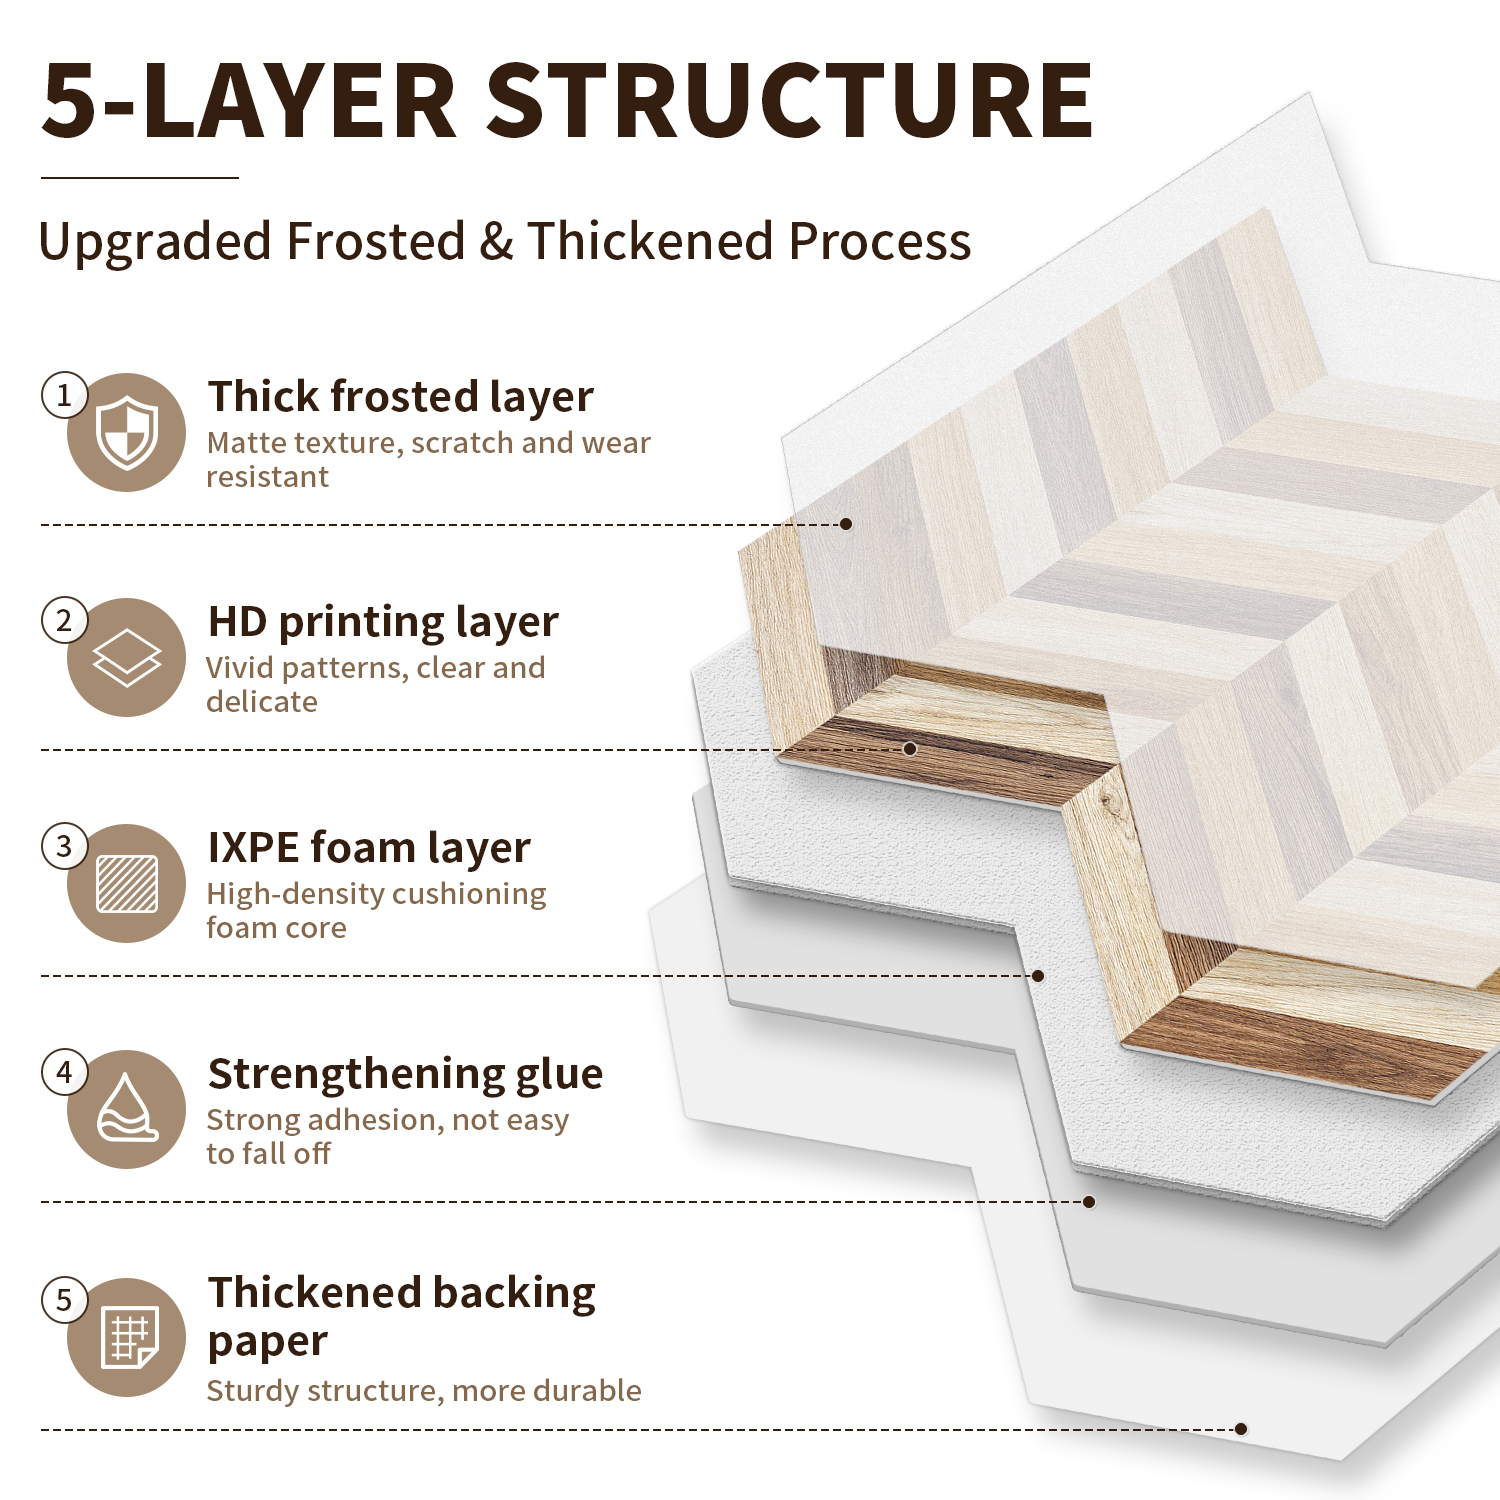 5-LAYER STRUCTURE
Upgraded Frosted & Thickened Process
1
Thick frosted layer
Matte texture, scratch and wear
resistant
2
HD printing layer
Vivid patterns, clear and
delicate
3
IXPE foam layer
High-density cushioning
foam core
4
Strengthening glue
Strong adhesion, not easy
to fall off
5
Thickened backing
paper
Sturdy structure, more durable